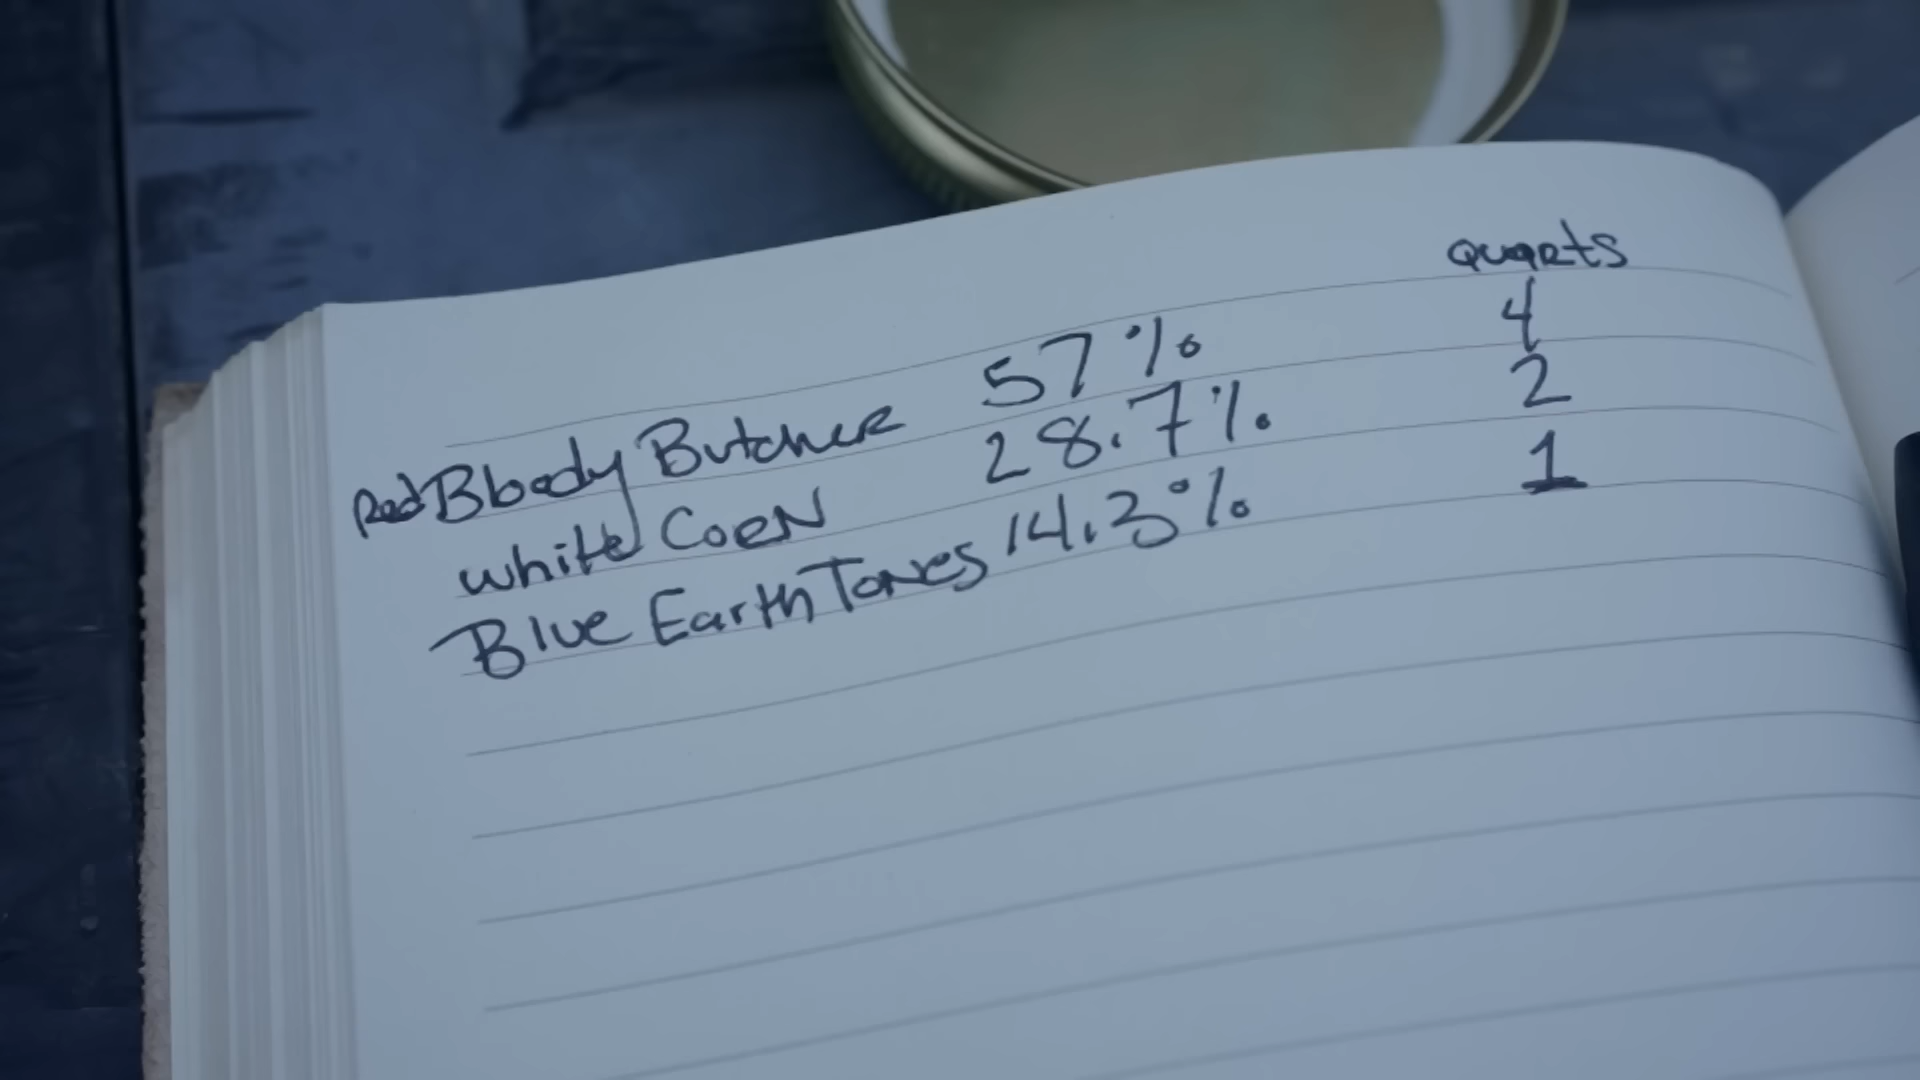 quarts
Red Bloody Butcher 57% 4
white Corn 28.7% 2
Blue Earth Tones 14.3% 1